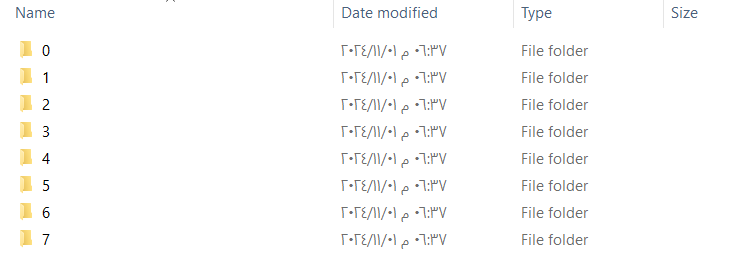 Name Date modified Type Size
0 ٢٠٢٤/١١/٠١ ٠٦:٣٧ م File folder
1 ٢٠٢٤/١١/٠١ ٠٦:٣٧ م File folder
2 ٢٠٢٤/١١/٠١ ٠٦:٣٧ م File folder
3 ٢٠٢٤/١١/٠١ ٠٦:٣٧ م File folder
4 ٢٠٢٤/١١/٠١ ٠٦:٣٧ م File folder
5 ٢٠٢٤/١١/٠١ ٠٦:٣٧ م File folder
6 ٢٠٢٤/١١/٠١ ٠٦:٣٧ م File folder
7 ٢٠٢٤/١١/٠١ ٠٦:٣٧ م File folder